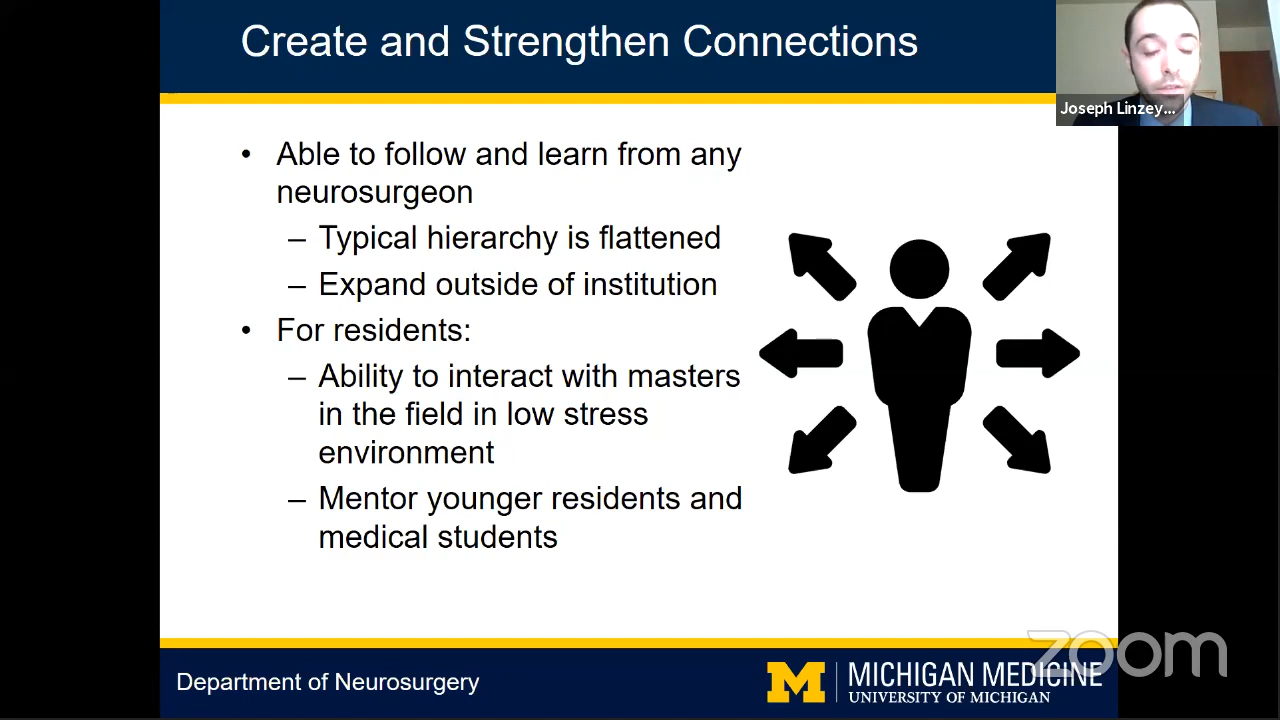 Create and Strengthen Connections
Joseph Linzey...
• Able to follow and learn from any
neurosurgeon
– Typical hierarchy is flattened
– Expand outside of institution
• For residents:
– Ability to interact with masters
in the field in low stress
environment
– Mentor younger residents and
medical students
zoom
Department of Neurosurgery
M
MICHIGAN MEDICINE
UNIVERSITY OF MICHIGAN